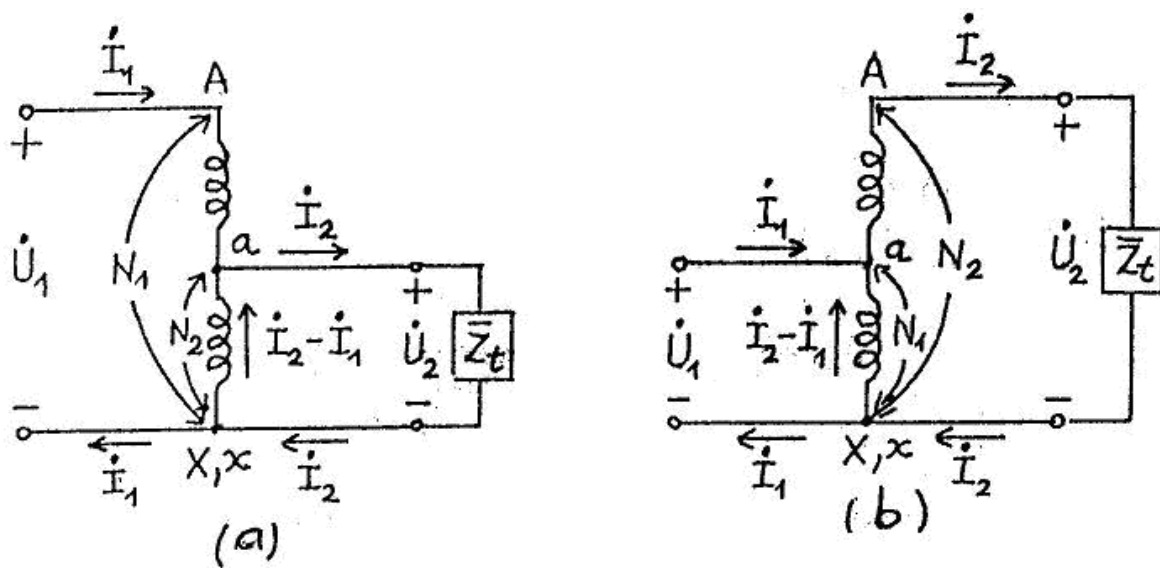 İ₁
A
+
U̇₁
N₁
a
İ₂
N₂
İ₂-İ₁
+
U̇₂
Z̄t
-
-
İ₁
X,x
İ₂
(a)
A
İ₂
+
İ₁
a
N₂
U̇₂
Z̄t
+
U̇₁
İ₂-İ₁
N₁
-
-
İ₁
X,x
İ₂
(b)